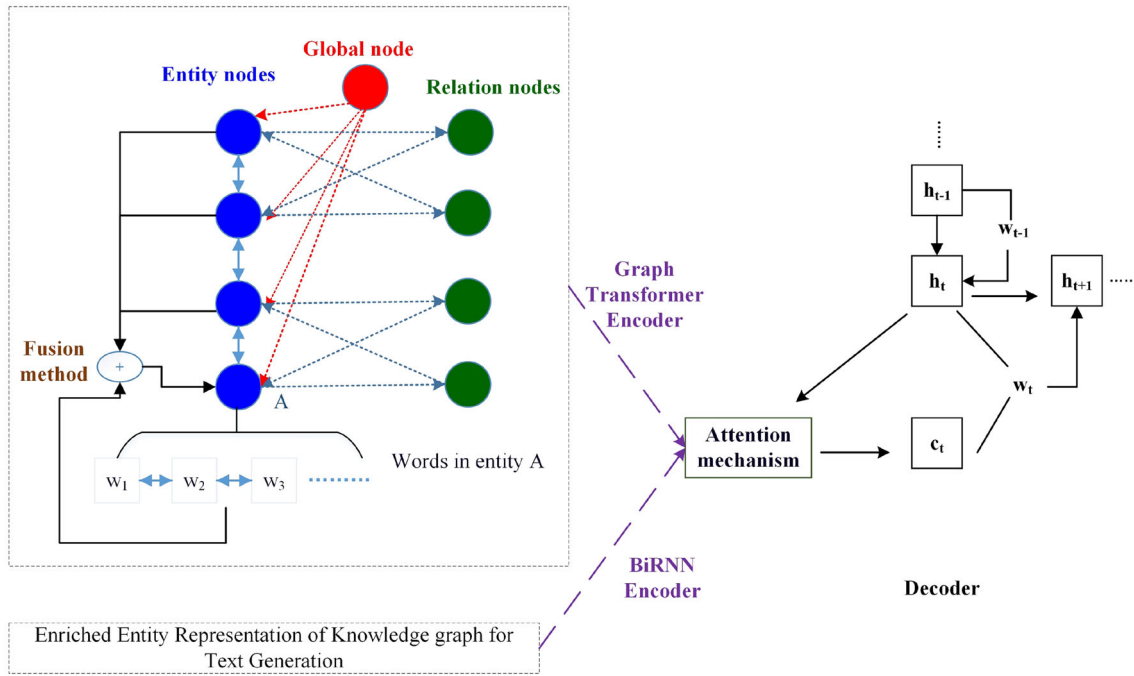 Global node
Entity nodes
Relation nodes
Fusion
method
+
A
Words in entity A
w1
w2
w3
Graph
Transformer
Encoder
BiRNN
Encoder
Attention
mechanism
ht-1
wt-1
ht
ht+1
wt
ct
Decoder
Enriched Entity Representation of Knowledge graph for
Text Generation